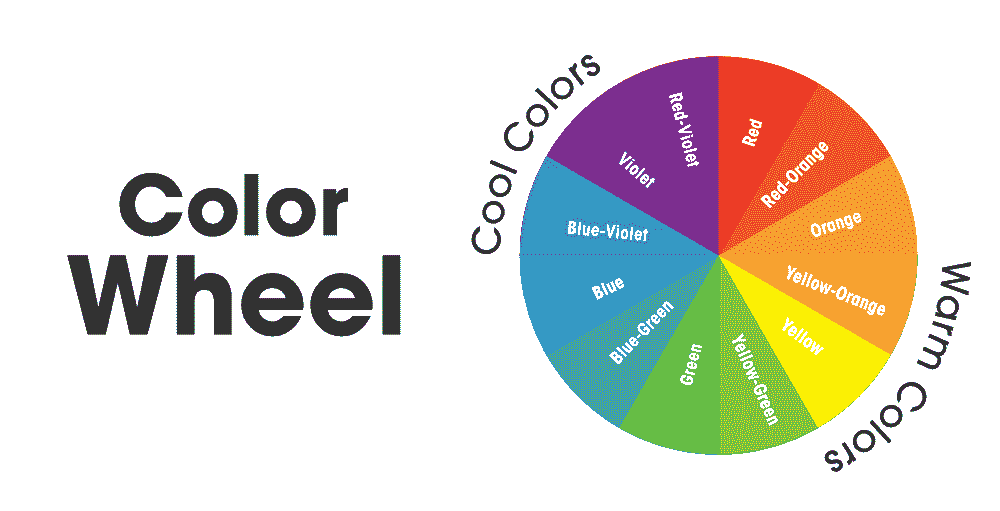 Color
Wheel
Cool Colors
Warm Colors
Red
Red-Orange
Orange
Yellow-Orange
Yellow
Yellow-Green
Green
Blue-Green
Blue
Blue-Violet
Violet
Red-Violet